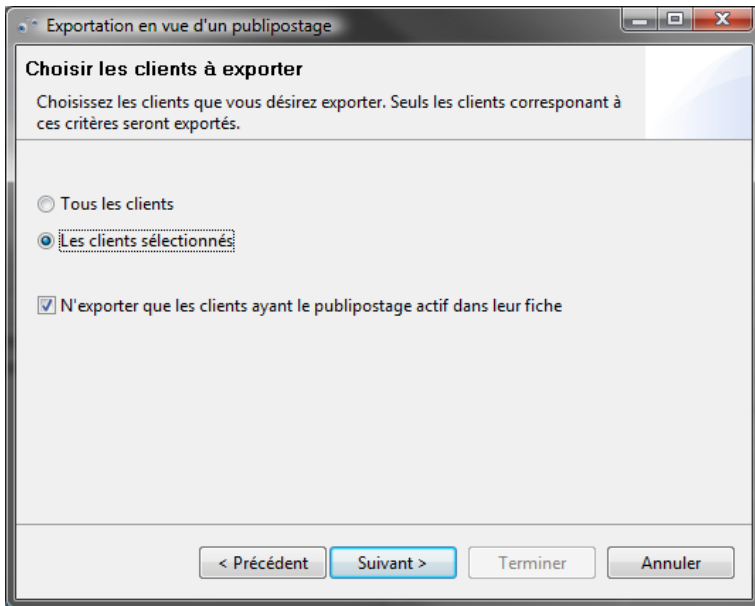 Exportation en vue d'un publipostage
Choisir les clients à exporter
Choisissez les clients que vous désirez exporter. Seuls les clients corresponant à
ces critères seront exportés.
Tous les clients
Les clients sélectionnés
N'exporter que les clients ayant le publipostage actif dans leur fiche
< Précédent
Suivant >
Terminer
Annuler